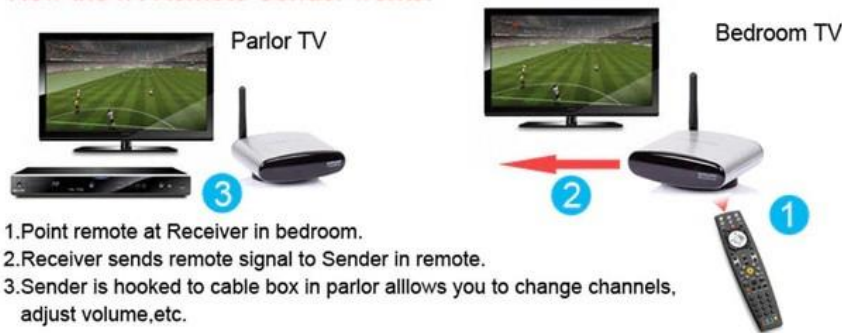 Parlor TV
Bedroom TV
3
2
1
1.Point remote at Receiver in bedroom.
2.Receiver sends remote signal to Sender in remote.
3.Sender is hooked to cable box in parlor alllows you to change channels,
adjust volume,etc.